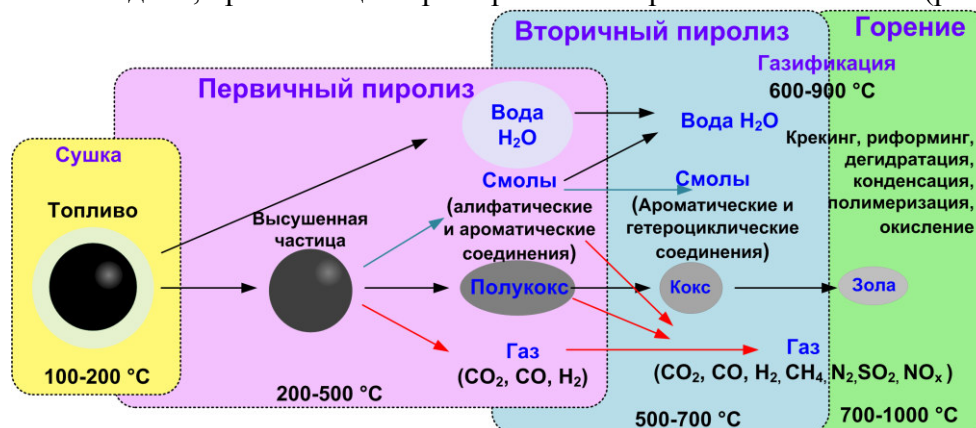 Вторичный пиролиз
Горение
Первичный пиролиз
Газификация
600-900 °C
Сушка
Топливо
100-200 °C
Высушенная
частица
200-500 °C
Вода
H₂O
Смолы
(алифатические
и ароматические
соединения)
Полукокс
Газ
(CO₂, CO, H₂)
Вода H₂O
Смолы
(Ароматические и
гетероциклические
соединения)
Кокс
Газ
(CO₂, CO, H₂, CH₄, N₂,SO₂, NOₓ )
500-700 °C
Крекинг, риформинг,
дегидратация,
конденсация,
полимеризация,
окисление
Зола
700-1000 °C